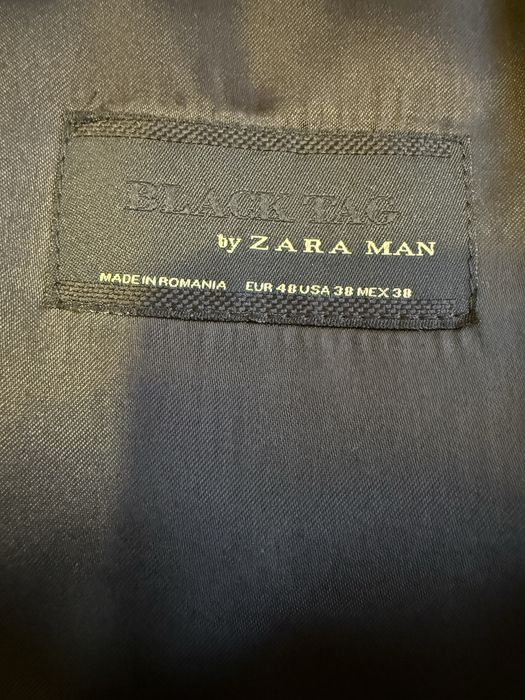 BLACK TAG
by ZARA MAN
MADE IN ROMANIA EUR 48 USA 38 MEX 38